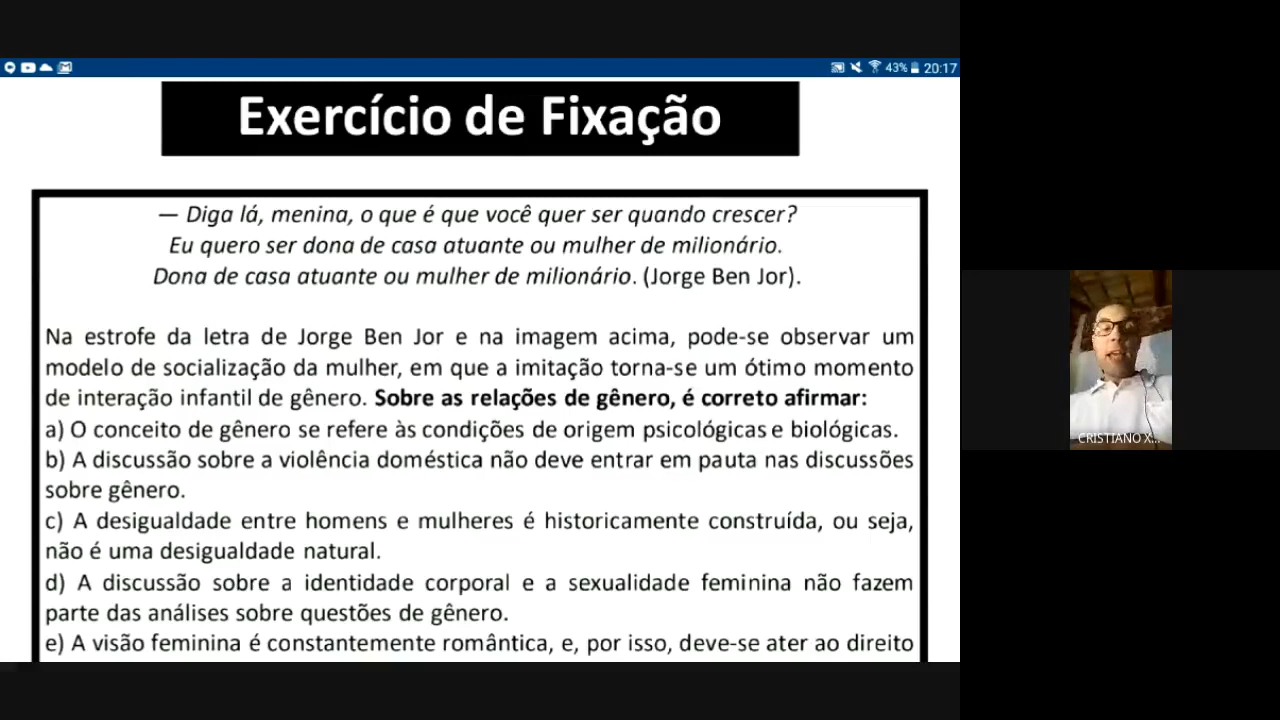 43% 20:17
Exercício de Fixação
— Diga lá, menina, o que é que você quer ser quando crescer?
Eu quero ser dona de casa atuante ou mulher de milionário.
Dona de casa atuante ou mulher de milionário. (Jorge Ben Jor).
Na estrofe da letra de Jorge Ben Jor e na imagem acima, pode-se observar um
modelo de socialização da mulher, em que a imitação torna-se um ótimo momento
de interação infantil de gênero. Sobre as relações de gênero, é correto afirmar:
a) O conceito de gênero se refere às condições de origem psicológicas e biológicas.
b) A discussão sobre a violência doméstica não deve entrar em pauta nas discussões
sobre gênero.
c) A desigualdade entre homens e mulheres é historicamente construída, ou seja,
não é uma desigualdade natural.
d) A discussão sobre a identidade corporal e a sexualidade feminina não fazem
parte das análises sobre questões de gênero.
e) A visão feminina é constantemente romântica, e, por isso, deve-se ater ao direito
CRISTIANO X...